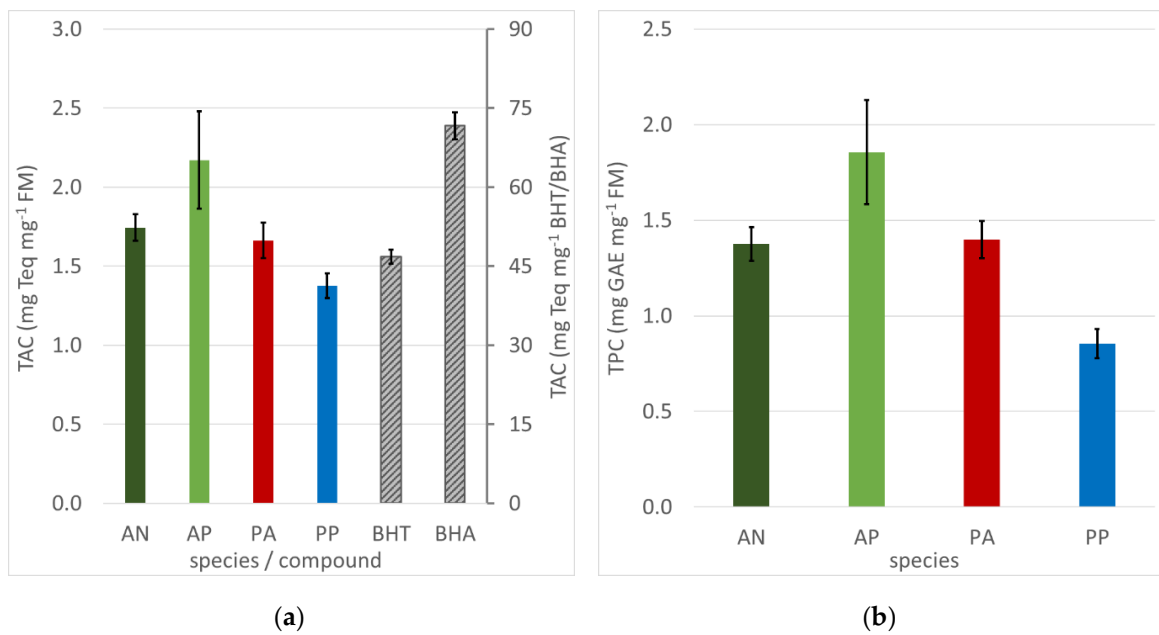 TAC (mg Teq mg⁻¹ FM)
3.0
2.5
2.0
1.5
1.0
0.5
0.0
AN AP PA PP BHT BHA
species / compound
90
75
60
45
30
15
0
TAC (mg Teq mg⁻¹ BHT/BHA)
(a)
TPC (mg GAE mg⁻¹ FM)
2.5
2.0
1.5
1.0
0.5
0.0
AN AP PA PP
species
(b)